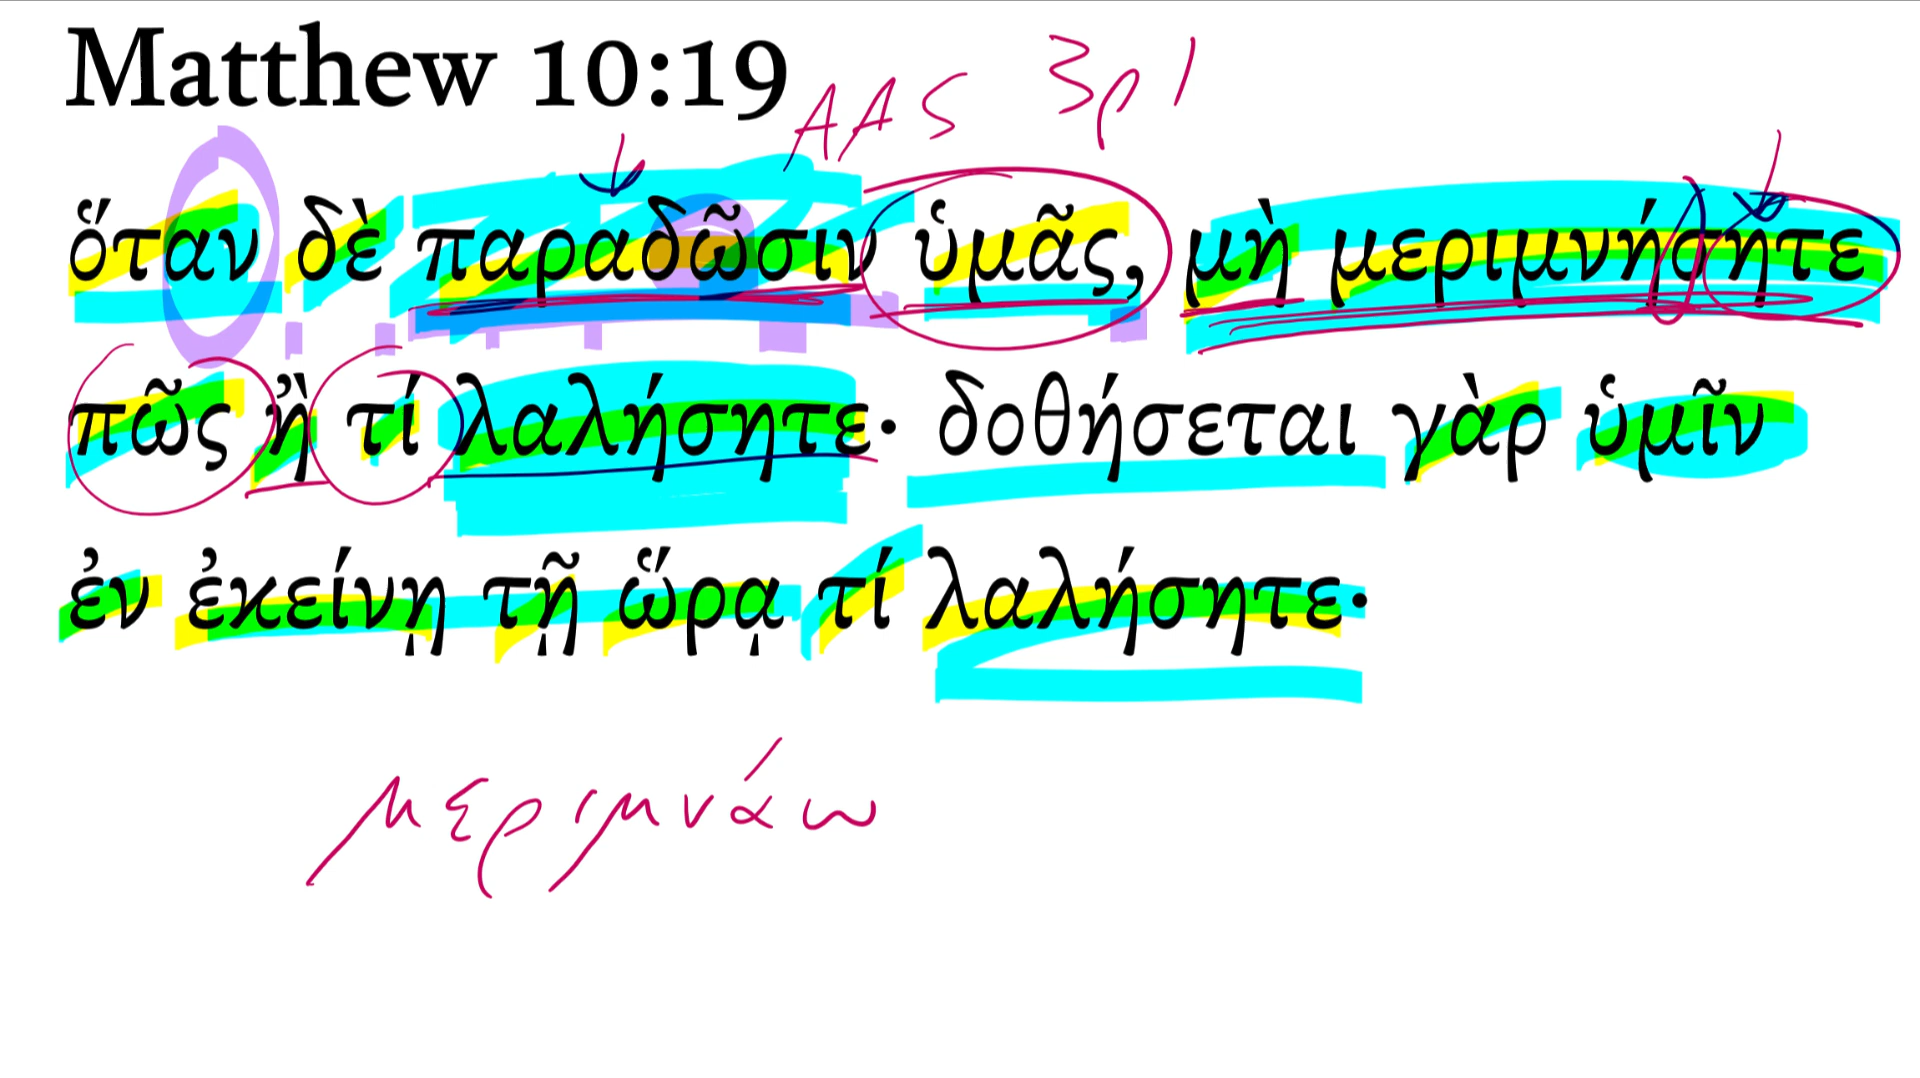 Matthew 10:19
AAS 3pl
ὅταν δὲ παραδῶσιν ὑμᾶς, μὴ μεριμνήσητε
πῶς ἢ τί λαλήσητε· δοθήσεται γὰρ ὑμῖν
ἐν ἐκείνῃ τῇ ὥρᾳ τί λαλήσητε·
μεριμνάω